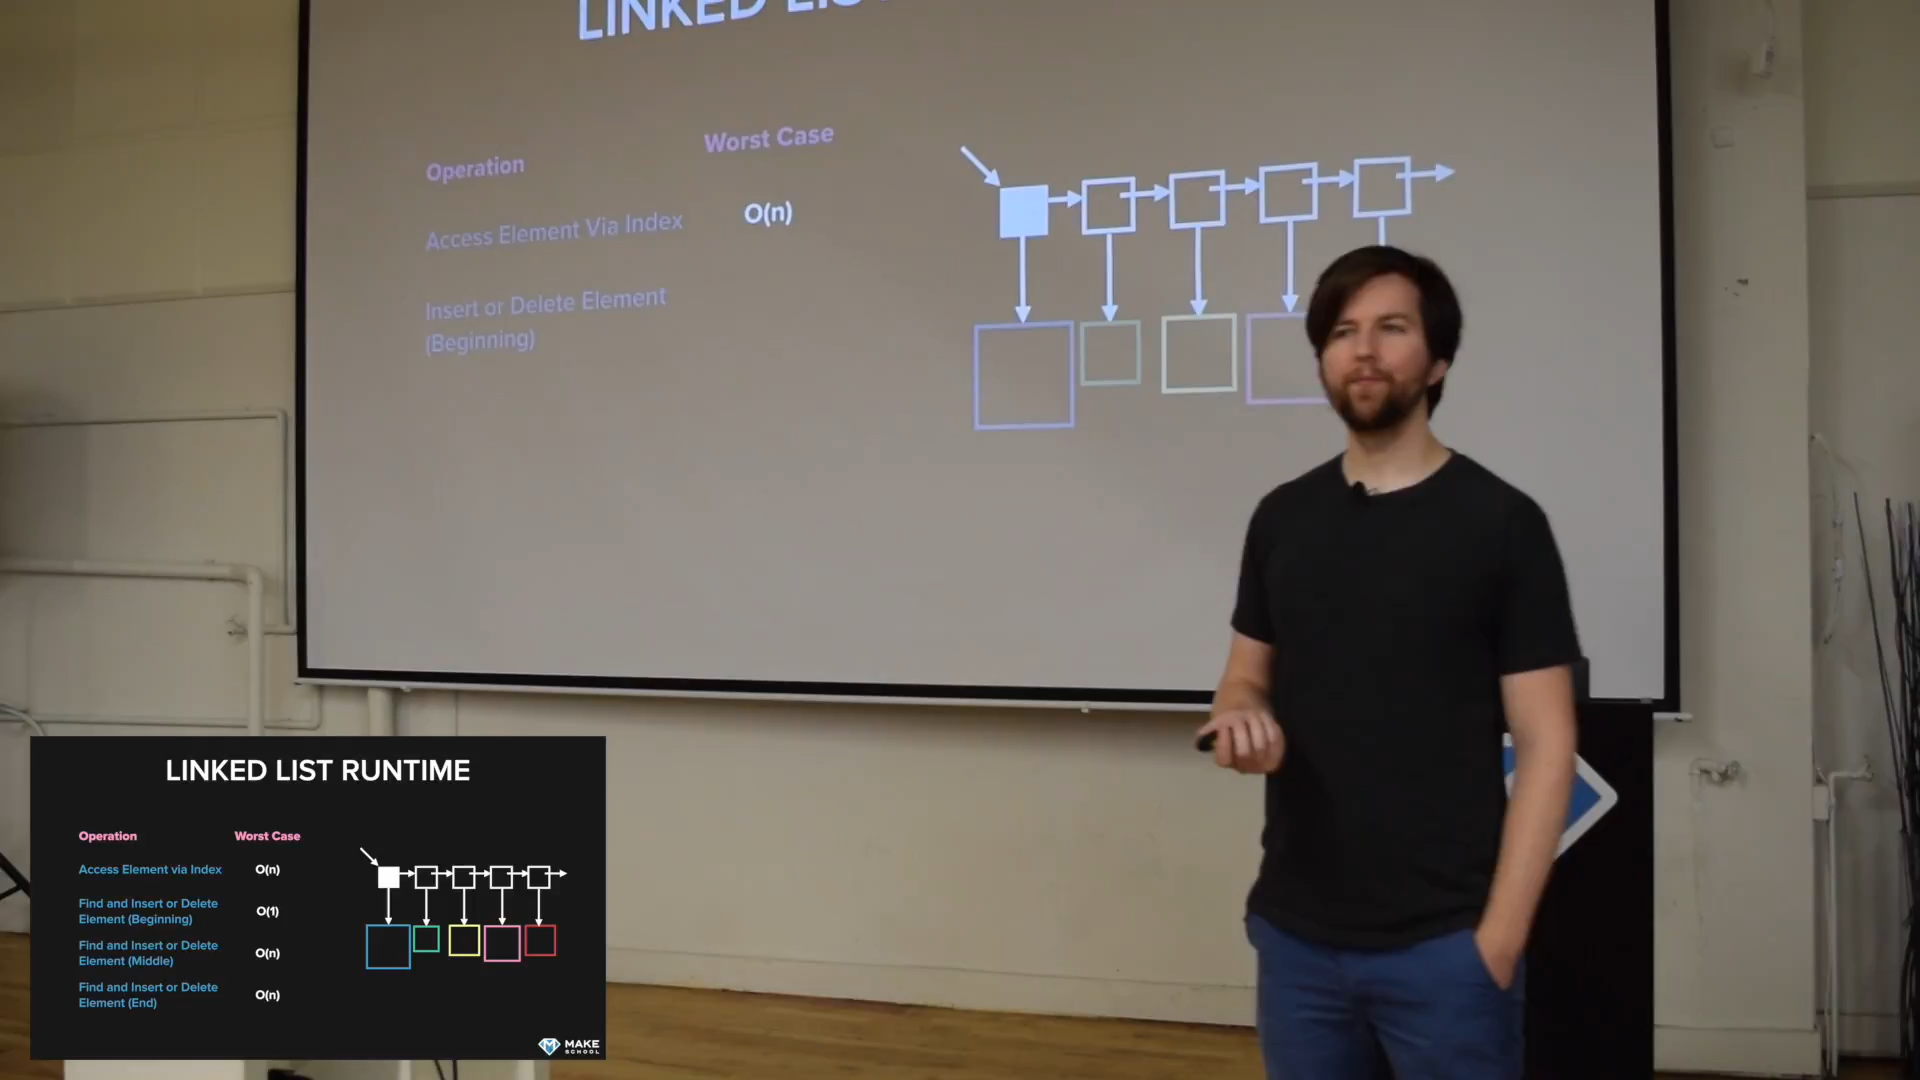 LINKED
Operation
Worst Case
Access Element Via Index
O(n)
Insert or Delete Element
(Beginning)
LINKED LIST RUNTIME
Operation
Worst Case
Access Element via Index
O(n)
Find and Insert or Delete
Element (Beginning)
O(1)
Find and Insert or Delete
Element (Middle)
O(n)
Find and Insert or Delete
Element (End)
O(n)
MAKE
SCHOOL